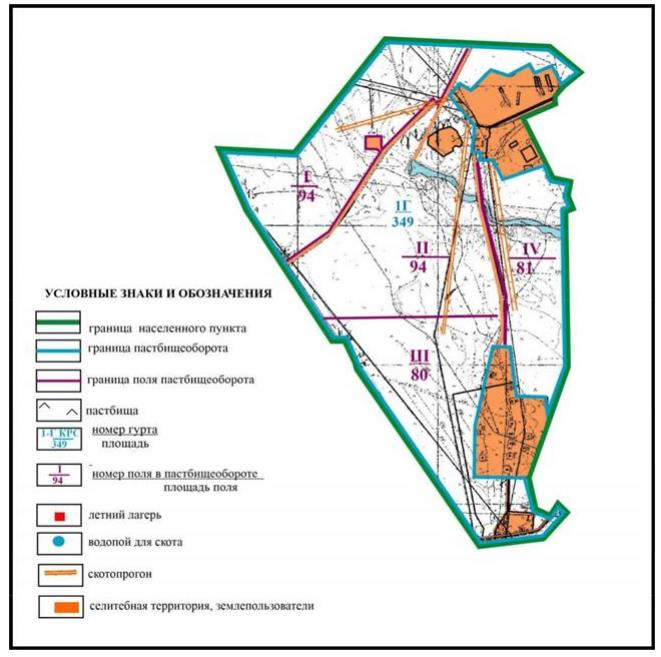 I
94
1Г
349
II
94
IV
81
III
80
УСЛОВНЫЕ ЗНАКИ И ОБОЗНАЧЕНИЯ
граница населенного пункта
граница пастбищеоборота
граница поля пастбищеоборота
пастбища
1-Г КРС
349
номер гурта
площадь
I
94
номер поля в пастбищеобороте
площадь поля
летний лагерь
водопой для скота
скотопрогон
селитебная территория, землепользователи